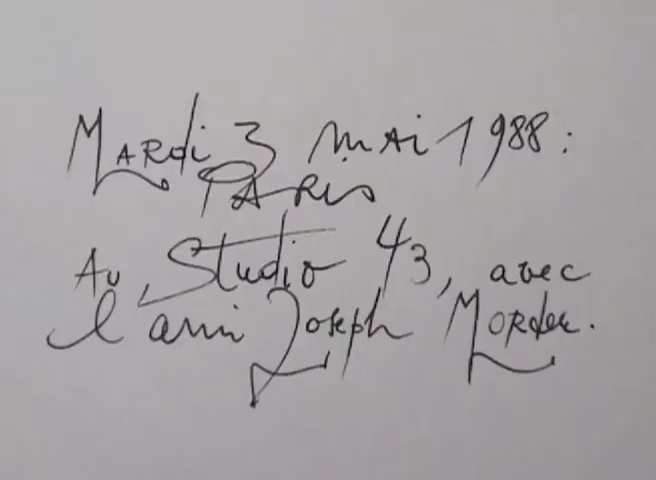 Mardi 3 mai 1988 :
PARIS
Au Studio 43, avec
l'ami Joseph Morder.